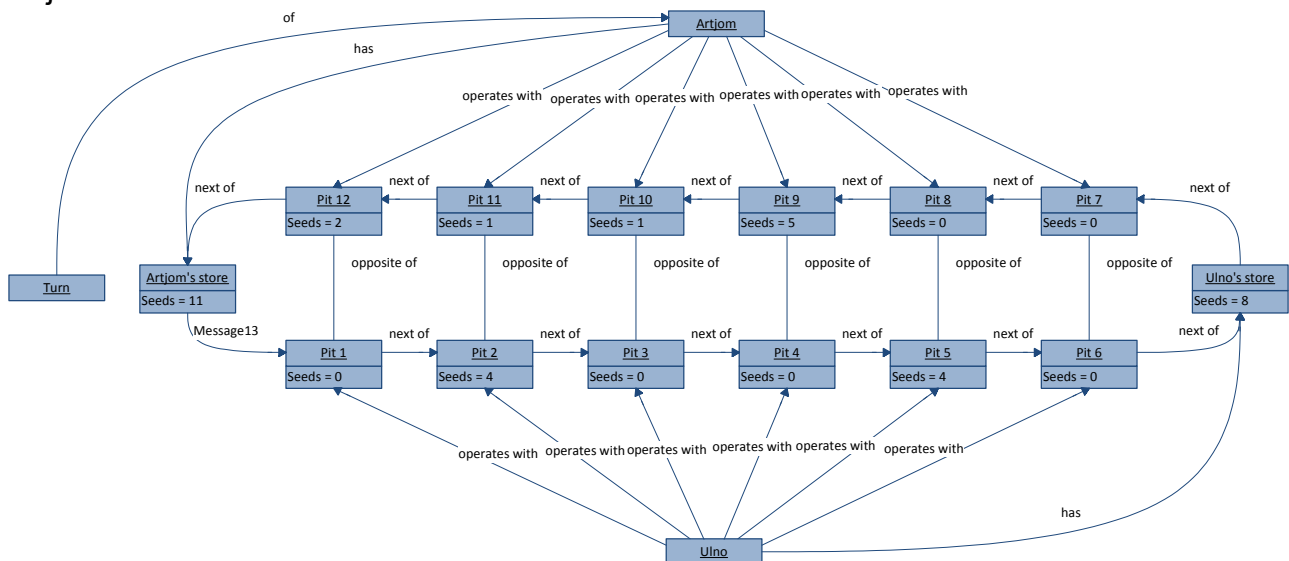 of
Artjom
has
operates with
operates with
operates with
operates with
operates with
operates with
next of
Pit 12
Seeds = 2
next of
Pit 11
Seeds = 1
next of
Pit 10
Seeds = 1
next of
Pit 9
Seeds = 5
next of
Pit 8
Seeds = 0
next of
Pit 7
Seeds = 0
next of
Turn
Artjom's store
Seeds = 11
opposite of
opposite of
opposite of
opposite of
opposite of
opposite of
Ulno's store
Seeds = 8
Message13
Pit 1
Seeds = 0
next of
Pit 2
Seeds = 4
next of
Pit 3
Seeds = 0
next of
Pit 4
Seeds = 0
next of
Pit 5
Seeds = 4
next of
Pit 6
Seeds = 0
next of
operates with
operates with
operates with
operates with
operates with
operates with
has
Ulno